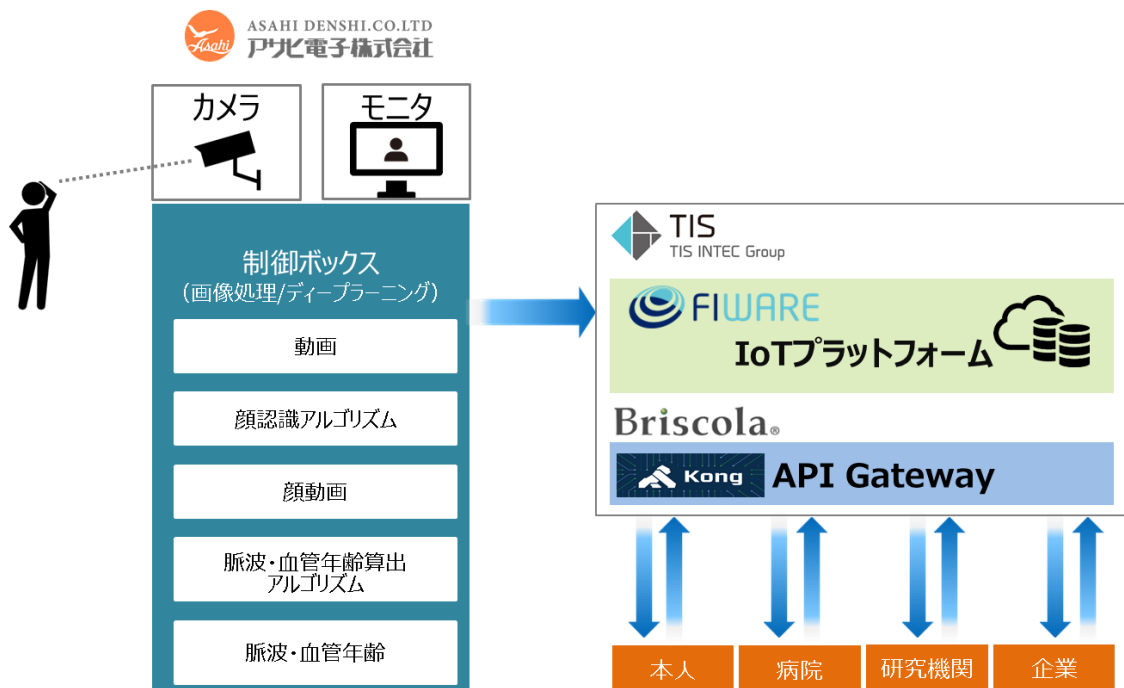 Asahi
ASAHI DENSHI.CO.LTD
アサヒ電子株式会社
カメラ
モニタ
制御ボックス
(画像処理/ディープラーニング)
動画
顔認識アルゴリズム
顔動画
脈波・血管年齢算出
アルゴリズム
脈波・血管年齢
TIS
TIS INTEC Group
FIWARE
IoTプラットフォーム
Briscola®
Kong
API Gateway
本人
病院
研究機関
企業